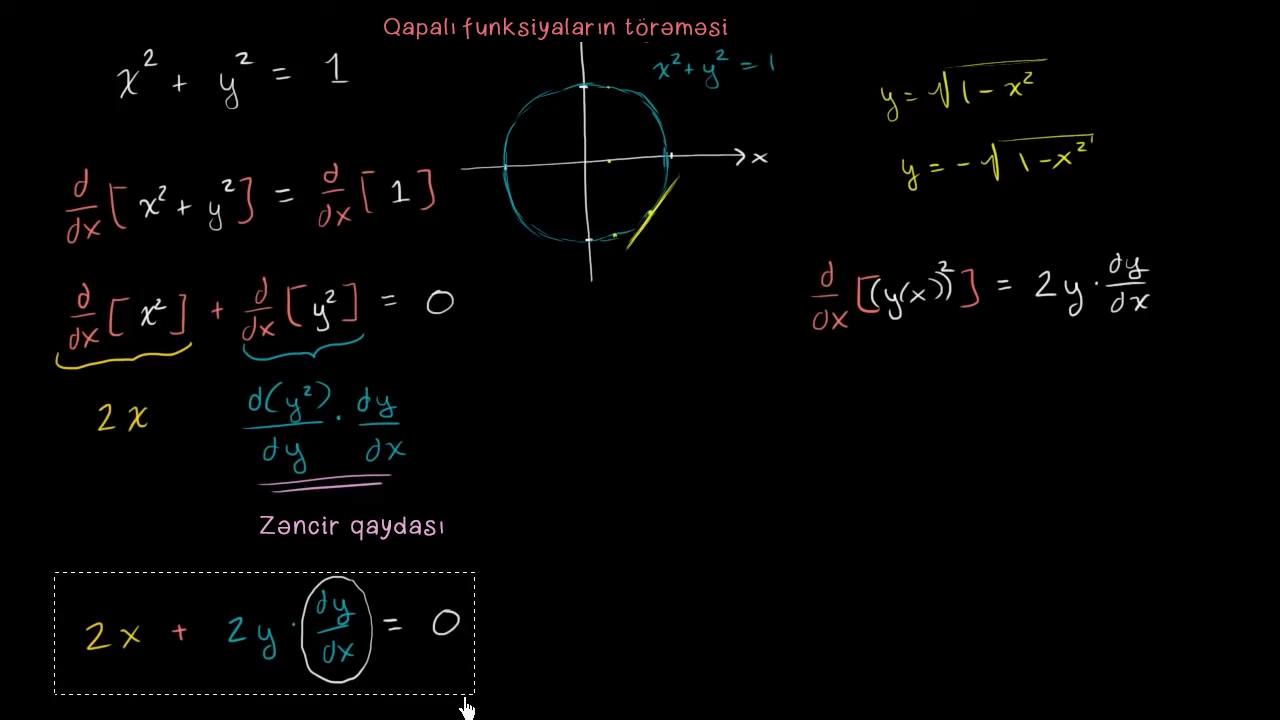 Qapalı funksiyaların törəməsi
x² + y² = 1
x² + y² = 1
y = √(1 - x²)
y = -√(1 - x²)
d/dx [x² + y²] = d/dx [1]
d/dx [x²] + d/dx [y²] = 0
d/dx [(y(x))²] = 2y · dy/dx
2x
d(y²)/dy · dy/dx
Zəncir qaydası
2x + 2y · dy/dx = 0
x